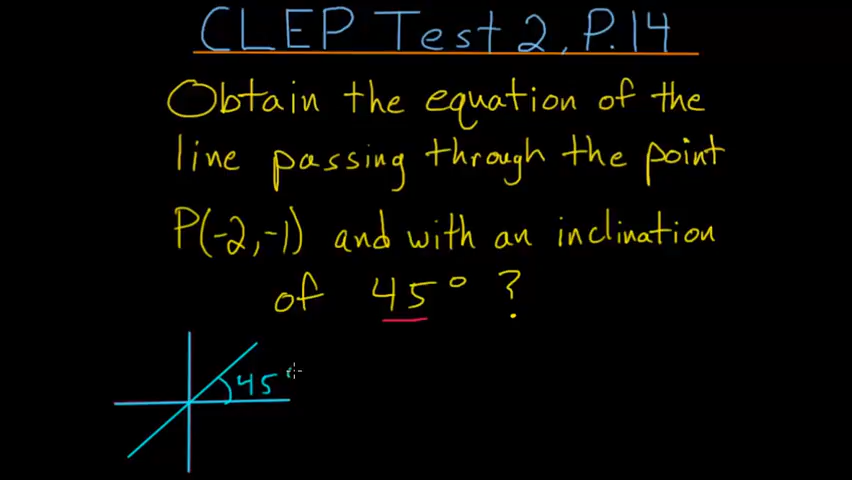 CLEP Test 2, P.14
Obtain the equation of the
line passing through the point
P(-2,-1) and with an inclination
of 45° ?
45°